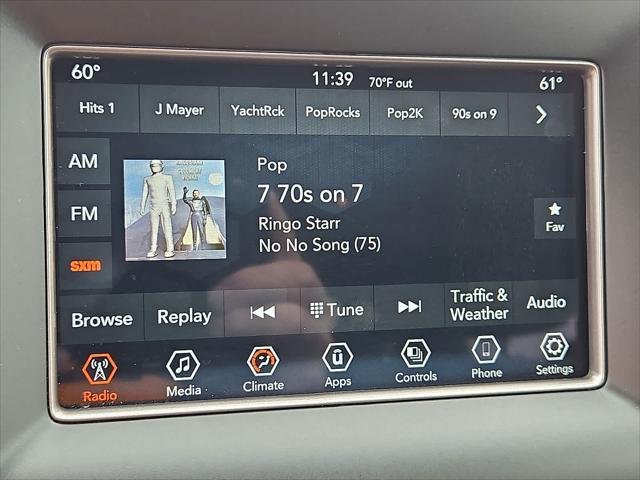 60° 11:39 70°F out 61°
Hits 1 J Mayer YachtRck PopRocks Pop2K 90s on 9
AM
FM
sxm
Pop
7 70s on 7
Ringo Starr
No No Song (75)
Fav
Browse Replay Tune Traffic & Weather Audio
Radio Media Climate Apps Controls Phone Settings